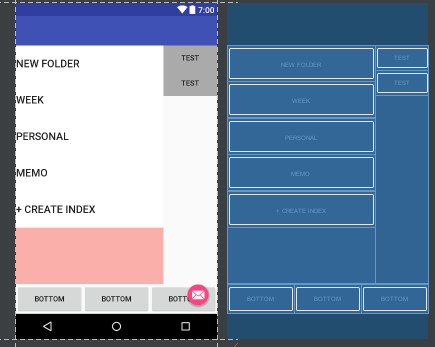 7:00
NEW FOLDER
TEST
WEEK
TEST
PERSONAL
MEMO
+ CREATE INDEX
BOTTOM BOTTOM BOTTOM
NEW FOLDER
TEST
TEST
WEEK
PERSONAL
MEMO
+ CREATE INDEX
BOTTOM BOTTOM BOTTOM